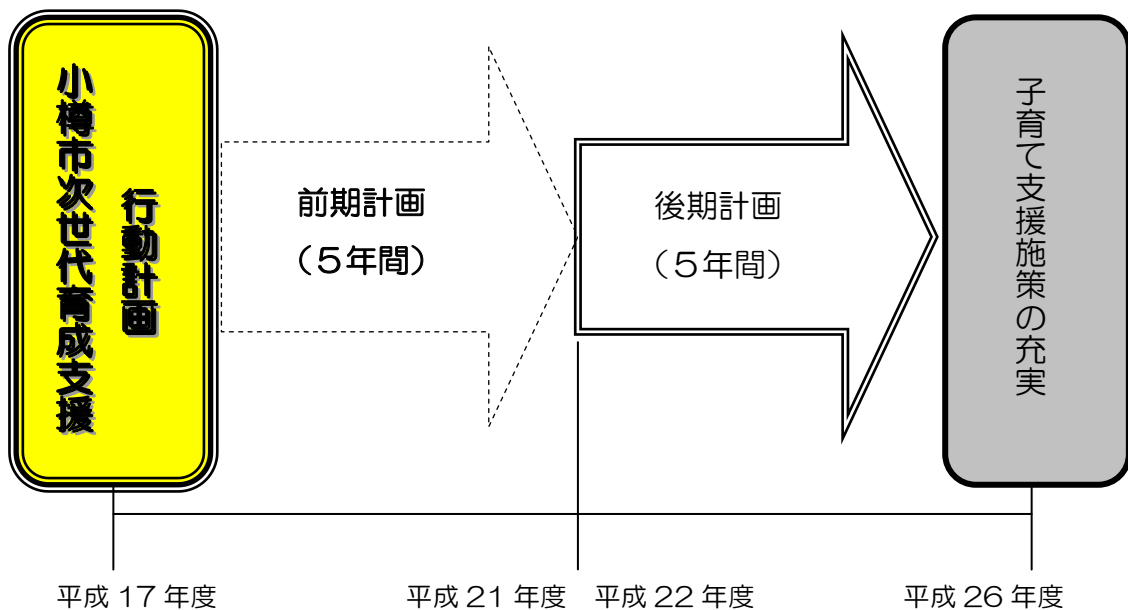 小樽市次世代育成支援
行動計画
前期計画
（５年間）
後期計画
（５年間）
子育て支援施策の充実
平成 17 年度
平成 21 年度
平成 22 年度
平成 26 年度